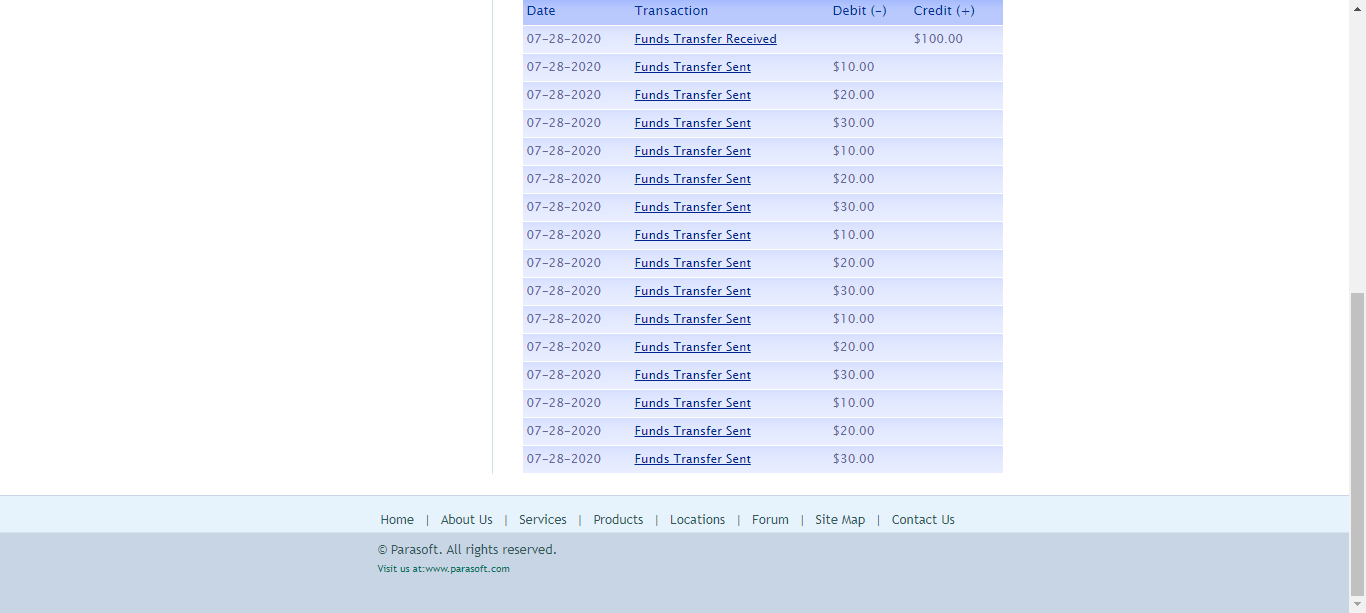 Date Transaction Debit (-) Credit (+)
07-28-2020 Funds Transfer Received $100.00
07-28-2020 Funds Transfer Sent $10.00
07-28-2020 Funds Transfer Sent $20.00
07-28-2020 Funds Transfer Sent $30.00
07-28-2020 Funds Transfer Sent $10.00
07-28-2020 Funds Transfer Sent $20.00
07-28-2020 Funds Transfer Sent $30.00
07-28-2020 Funds Transfer Sent $10.00
07-28-2020 Funds Transfer Sent $20.00
07-28-2020 Funds Transfer Sent $30.00
07-28-2020 Funds Transfer Sent $10.00
07-28-2020 Funds Transfer Sent $20.00
07-28-2020 Funds Transfer Sent $30.00
07-28-2020 Funds Transfer Sent $10.00
07-28-2020 Funds Transfer Sent $20.00
07-28-2020 Funds Transfer Sent $30.00
Home | About Us | Services | Products | Locations | Forum | Site Map | Contact Us
© Parasoft. All rights reserved.
Visit us at:www.parasoft.com